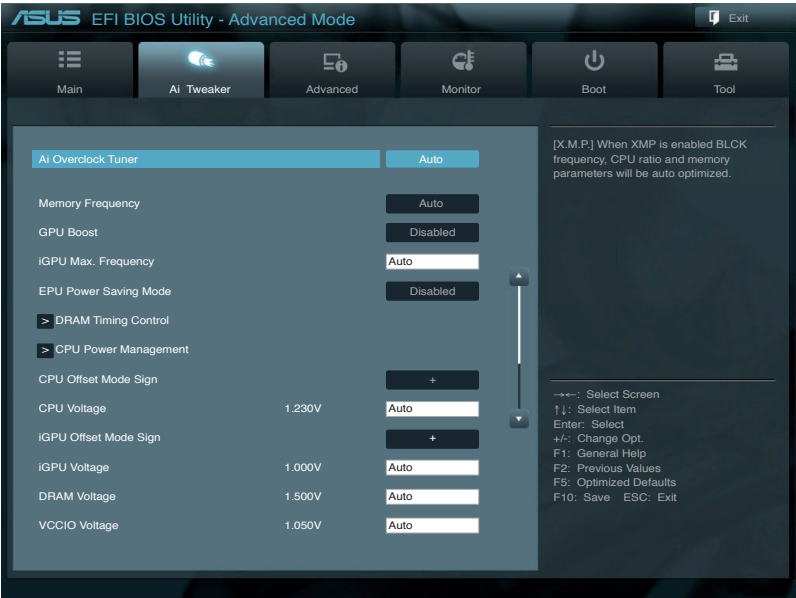 ASUS EFI BIOS Utility - Advanced Mode
Exit
Main
Ai Tweaker
Advanced
Monitor
Boot
Tool
Ai Overclock Tuner Auto
Memory Frequency Auto
GPU Boost Disabled
iGPU Max. Frequency Auto
EPU Power Saving Mode Disabled
> DRAM Timing Control
> CPU Power Management
CPU Offset Mode Sign +
CPU Voltage 1.230V Auto
iGPU Offset Mode Sign +
iGPU Voltage 1.000V Auto
DRAM Voltage 1.500V Auto
VCCIO Voltage 1.050V Auto
[X.M.P.] When XMP is enabled BLCK
frequency, CPU ratio and memory
parameters will be auto optimized.
→←: Select Screen
↑↓: Select Item
Enter: Select
+/-: Change Opt.
F1: General Help
F2: Previous Values
F5: Optimized Defaults
F10: Save ESC: Exit